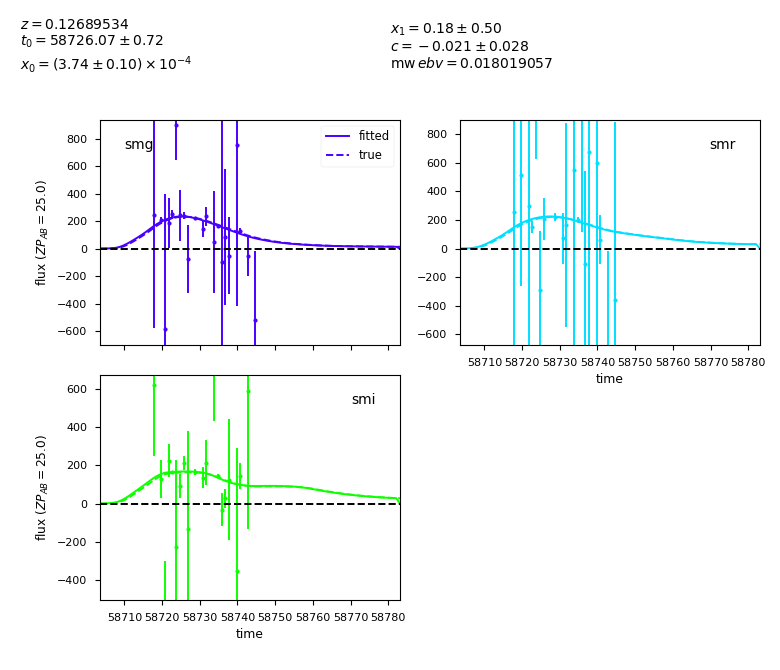 z = 0.12689534
t₀ = 58726.07 ± 0.72
x₀ = (3.74 ± 0.10) × 10⁻⁴
x₁ = 0.18 ± 0.50
c = −0.021 ± 0.028
mw ebv = 0.018019057
smg
fitted
true
800
600
400
200
0
−200
−400
−600
flux (ZP_AB = 25.0)
smr
800
600
400
200
0
−200
−400
−600
58710 58720 58730 58740 58750 58760 58770 58780
time
smi
600
400
200
0
−200
−400
flux (ZP_AB = 25.0)
58710 58720 58730 58740 58750 58760 58770 58780
time